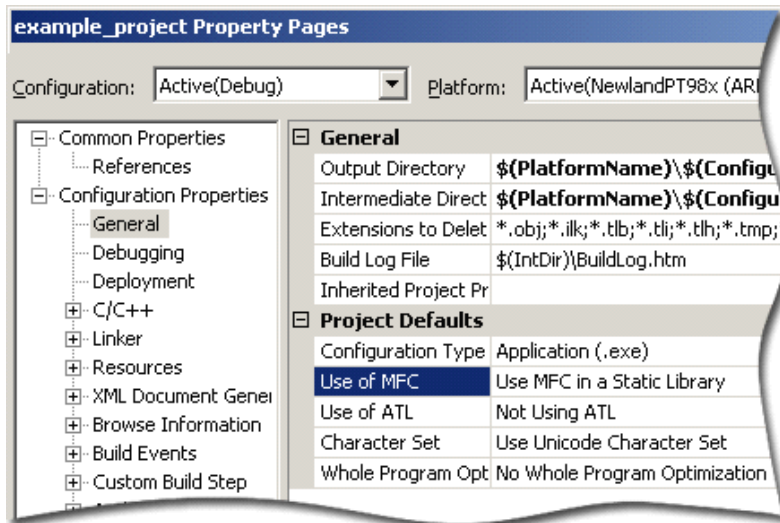 example_project Property Pages
Configuration: Active(Debug) Platform: Active(NewlandPT98x (ARI
Common Properties
References
Configuration Properties
General
Debugging
Deployment
C/C++
Linker
Resources
XML Document Gener
Browse Information
Build Events
Custom Build Step
General
Output Directory $(PlatformName)\$(Configu
Intermediate Direct $(PlatformName)\$(Configu
Extensions to Delet *.obj;*.ilk;*.tlb;*.tli;*.tlh;*.tmp;
Build Log File $(IntDir)\BuildLog.htm
Inherited Project Pr
Project Defaults
Configuration Type Application (.exe)
Use of MFC Use MFC in a Static Library
Use of ATL Not Using ATL
Character Set Use Unicode Character Set
Whole Program Opt No Whole Program Optimization